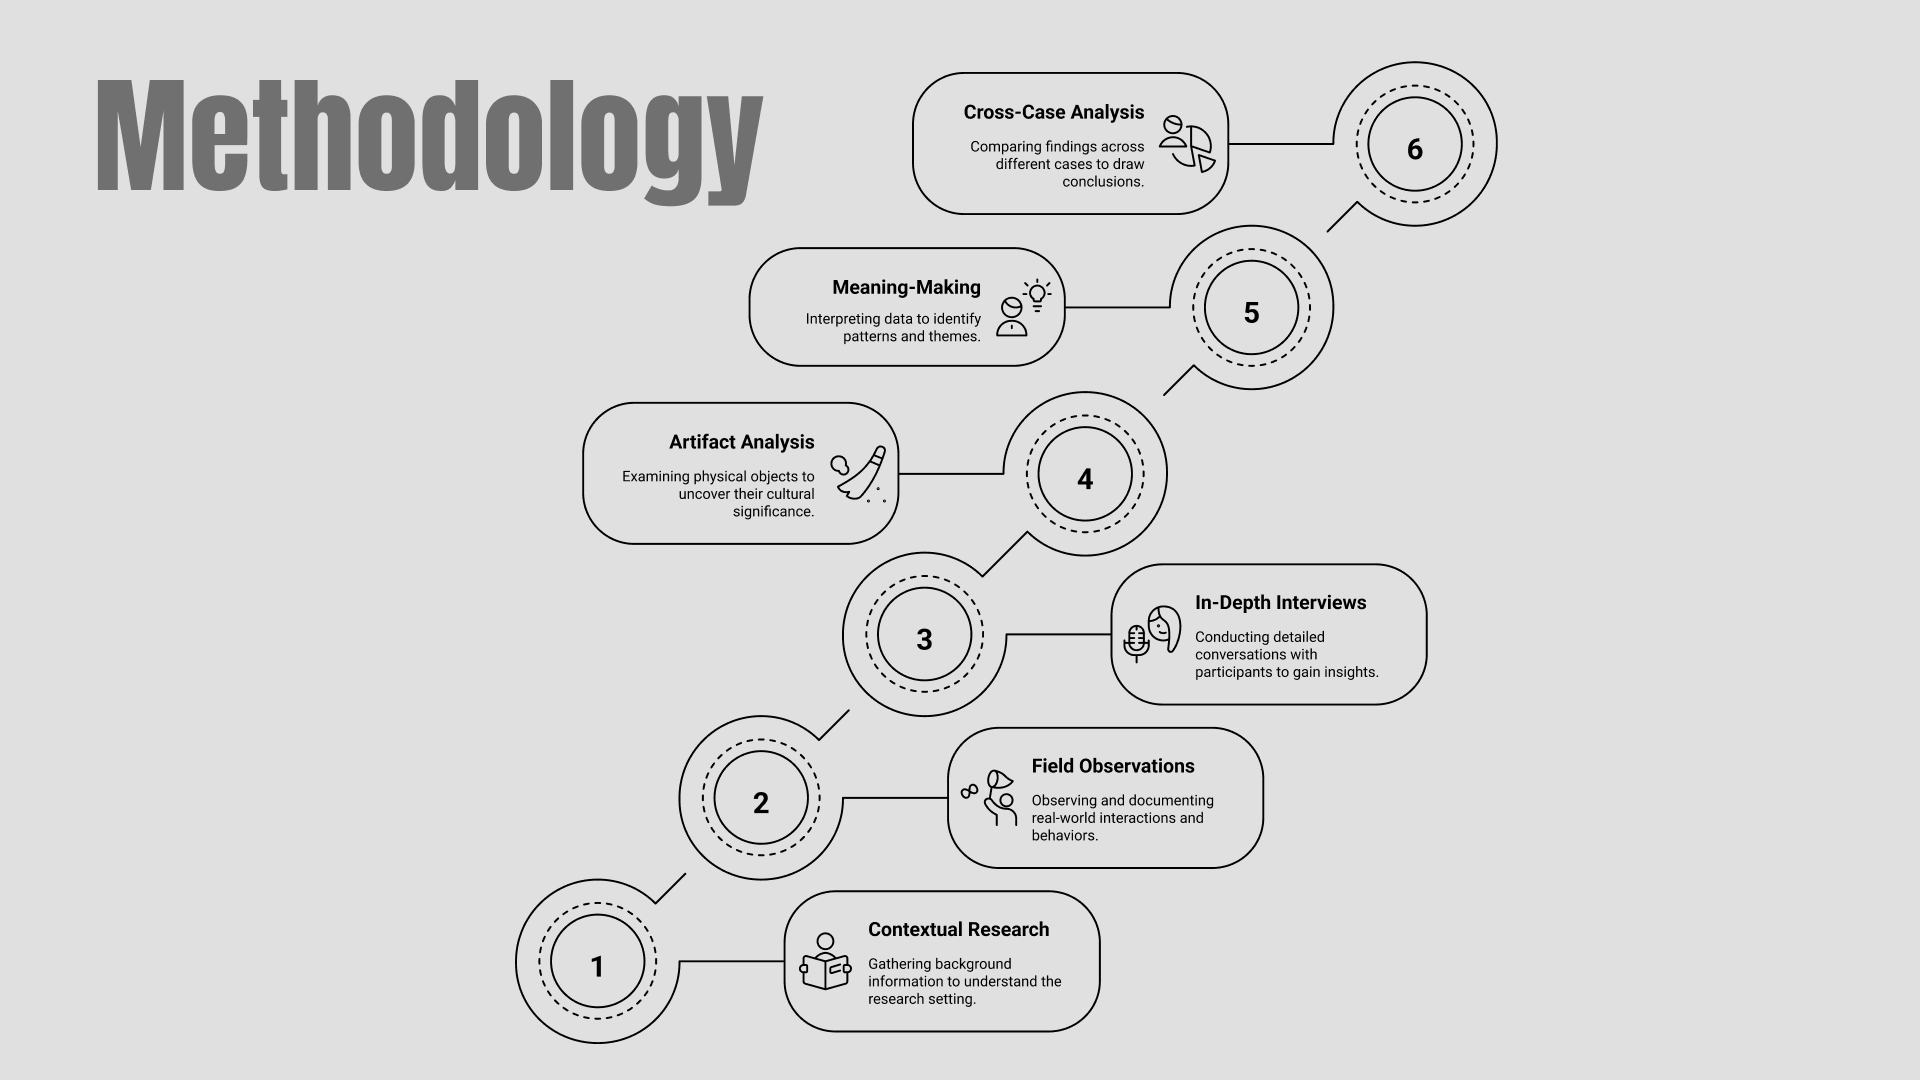 Methodology
Cross-Case Analysis
Comparing findings across
different cases to draw
conclusions.
6
Meaning-Making
Interpreting data to identify
patterns and themes.
5
Artifact Analysis
Examining physical objects to
uncover their cultural
significance.
4
3
In-Depth Interviews
Conducting detailed
conversations with
participants to gain insights.
2
Field Observations
Observing and documenting
real-world interactions and
behaviors.
1
Contextual Research
Gathering background
information to understand the
research setting.